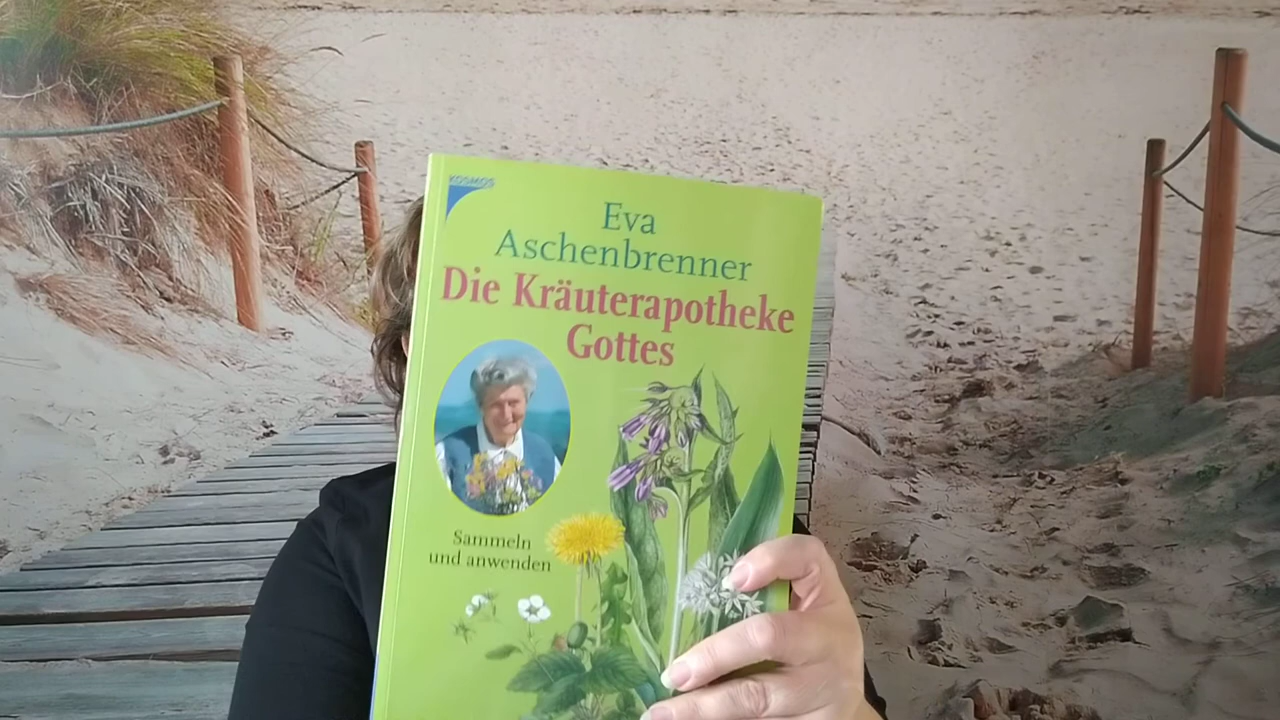 KOSMOS
Eva
Aschenbrenner
Die Kräuterapotheke
Gottes
Sammeln
und anwenden